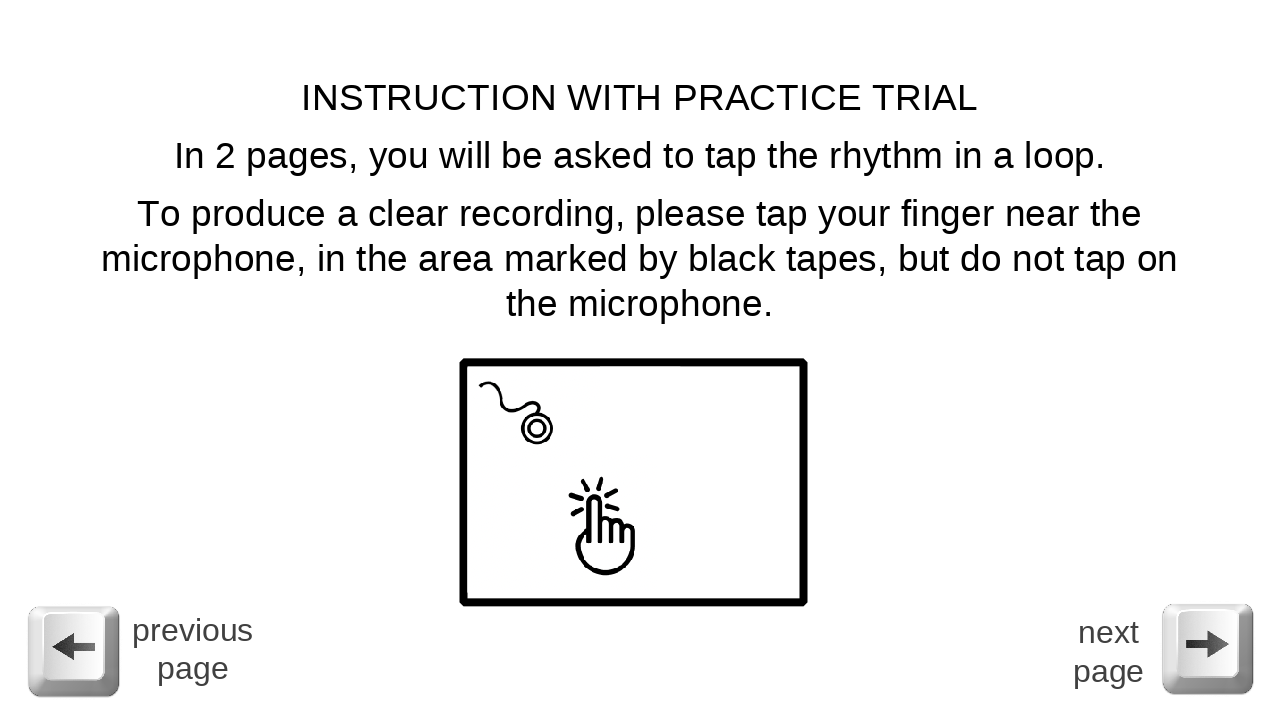 INSTRUCTION WITH PRACTICE TRIAL
In 2 pages, you will be asked to tap the rhythm in a loop.
To produce a clear recording, please tap your finger near the
microphone, in the area marked by black tapes, but do not tap on
the microphone.
previous
page
next
page